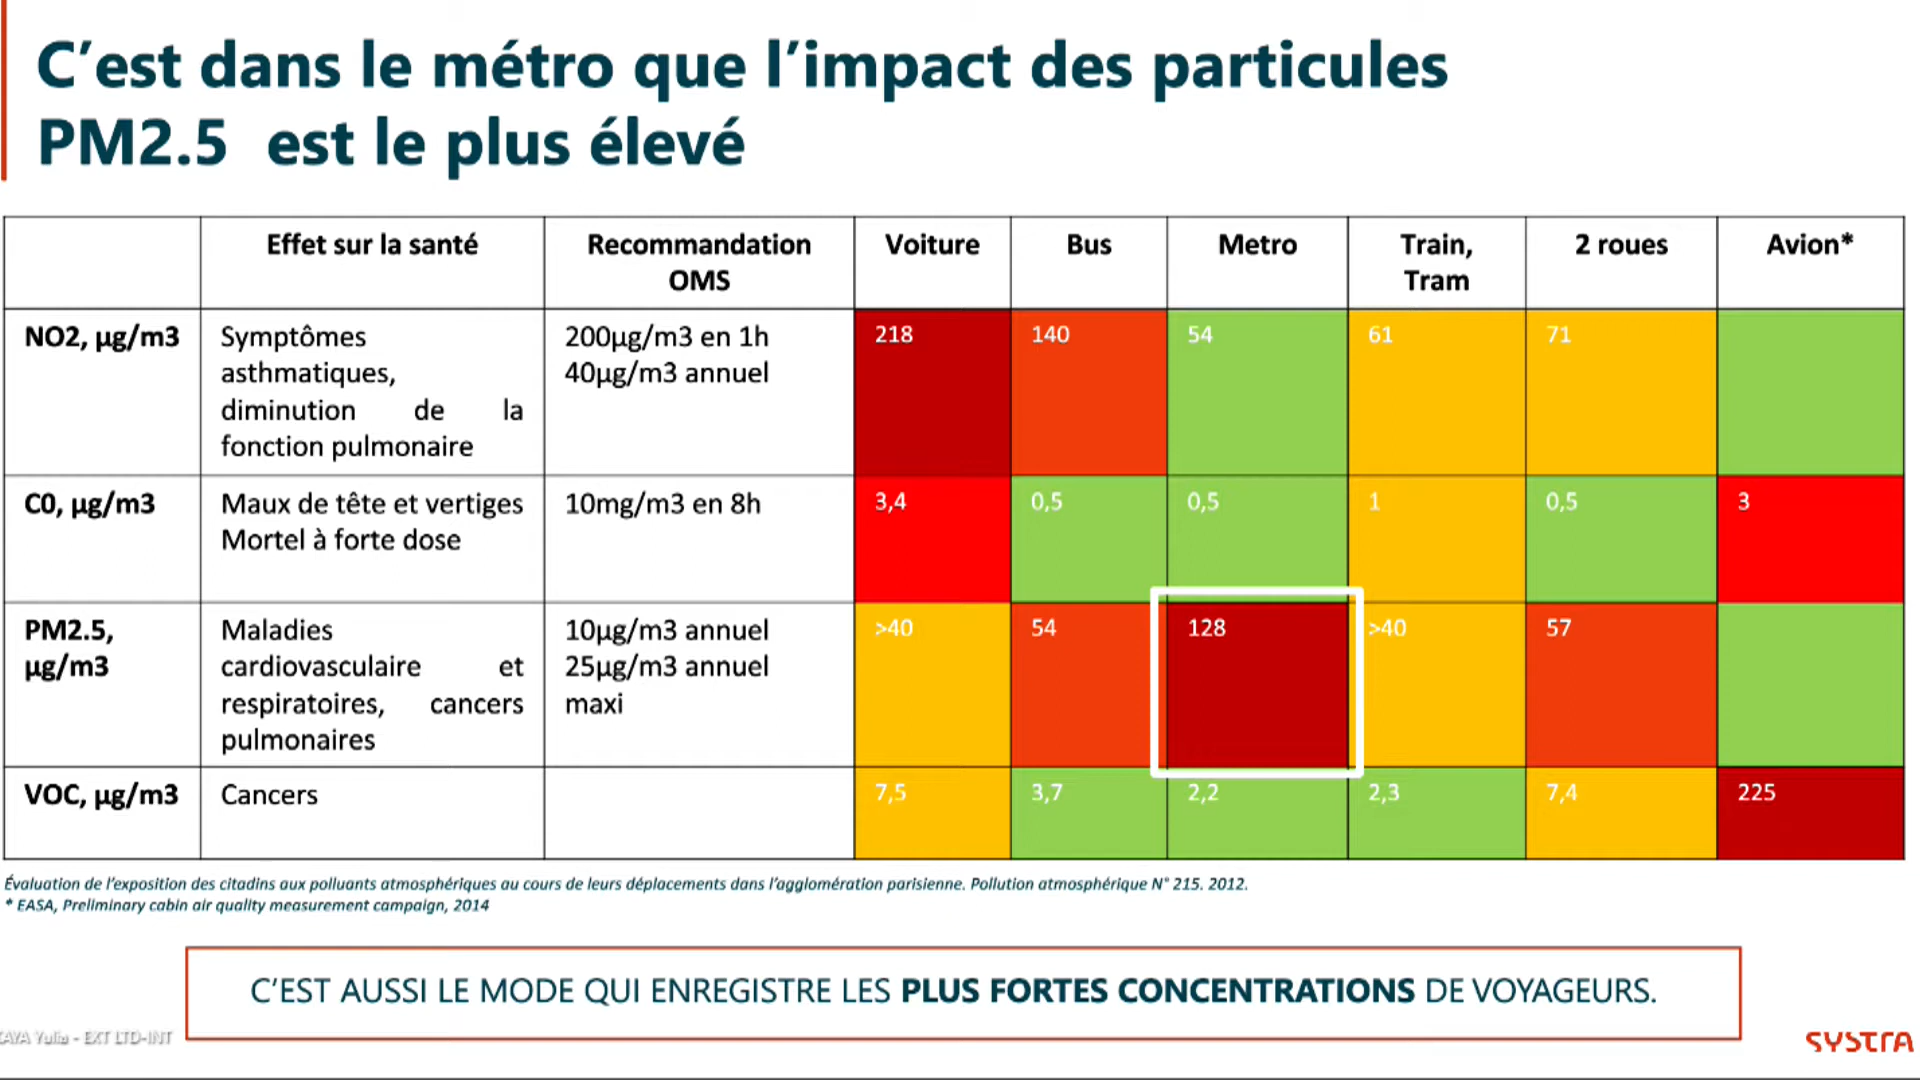 C’est dans le métro que l’impact des particules
PM2.5 est le plus élevé
Effet sur la santé
Recommandation
OMS
Voiture
Bus
Metro
Train,
Tram
2 roues
Avion*
NO2, µg/m3
Symptômes
asthmatiques,
diminution de la
fonction pulmonaire
200µg/m3 en 1h
40µg/m3 annuel
218
140
54
61
71
C0, µg/m3
Maux de tête et vertiges
Mortel à forte dose
10mg/m3 en 8h
3,4
0,5
0,5
1
0,5
3
PM2.5,
µg/m3
Maladies
cardiovasculaire et
respiratoires, cancers
pulmonaires
10µg/m3 annuel
25µg/m3 annuel
maxi
>40
54
128
>40
57
VOC, µg/m3
Cancers
7,5
3,7
2,2
2,3
7,4
225
Évaluation de l’exposition des citadins aux polluants atmosphériques au cours de leurs déplacements dans l’agglomération parisienne. Pollution atmosphérique N° 215. 2012.
* EASA, Preliminary cabin air quality measurement campaign, 2014
C’EST AUSSI LE MODE QUI ENREGISTRE LES PLUS FORTES CONCENTRATIONS DE VOYAGEURS.
Yulia - EXT LTD-INT
SYSTRA